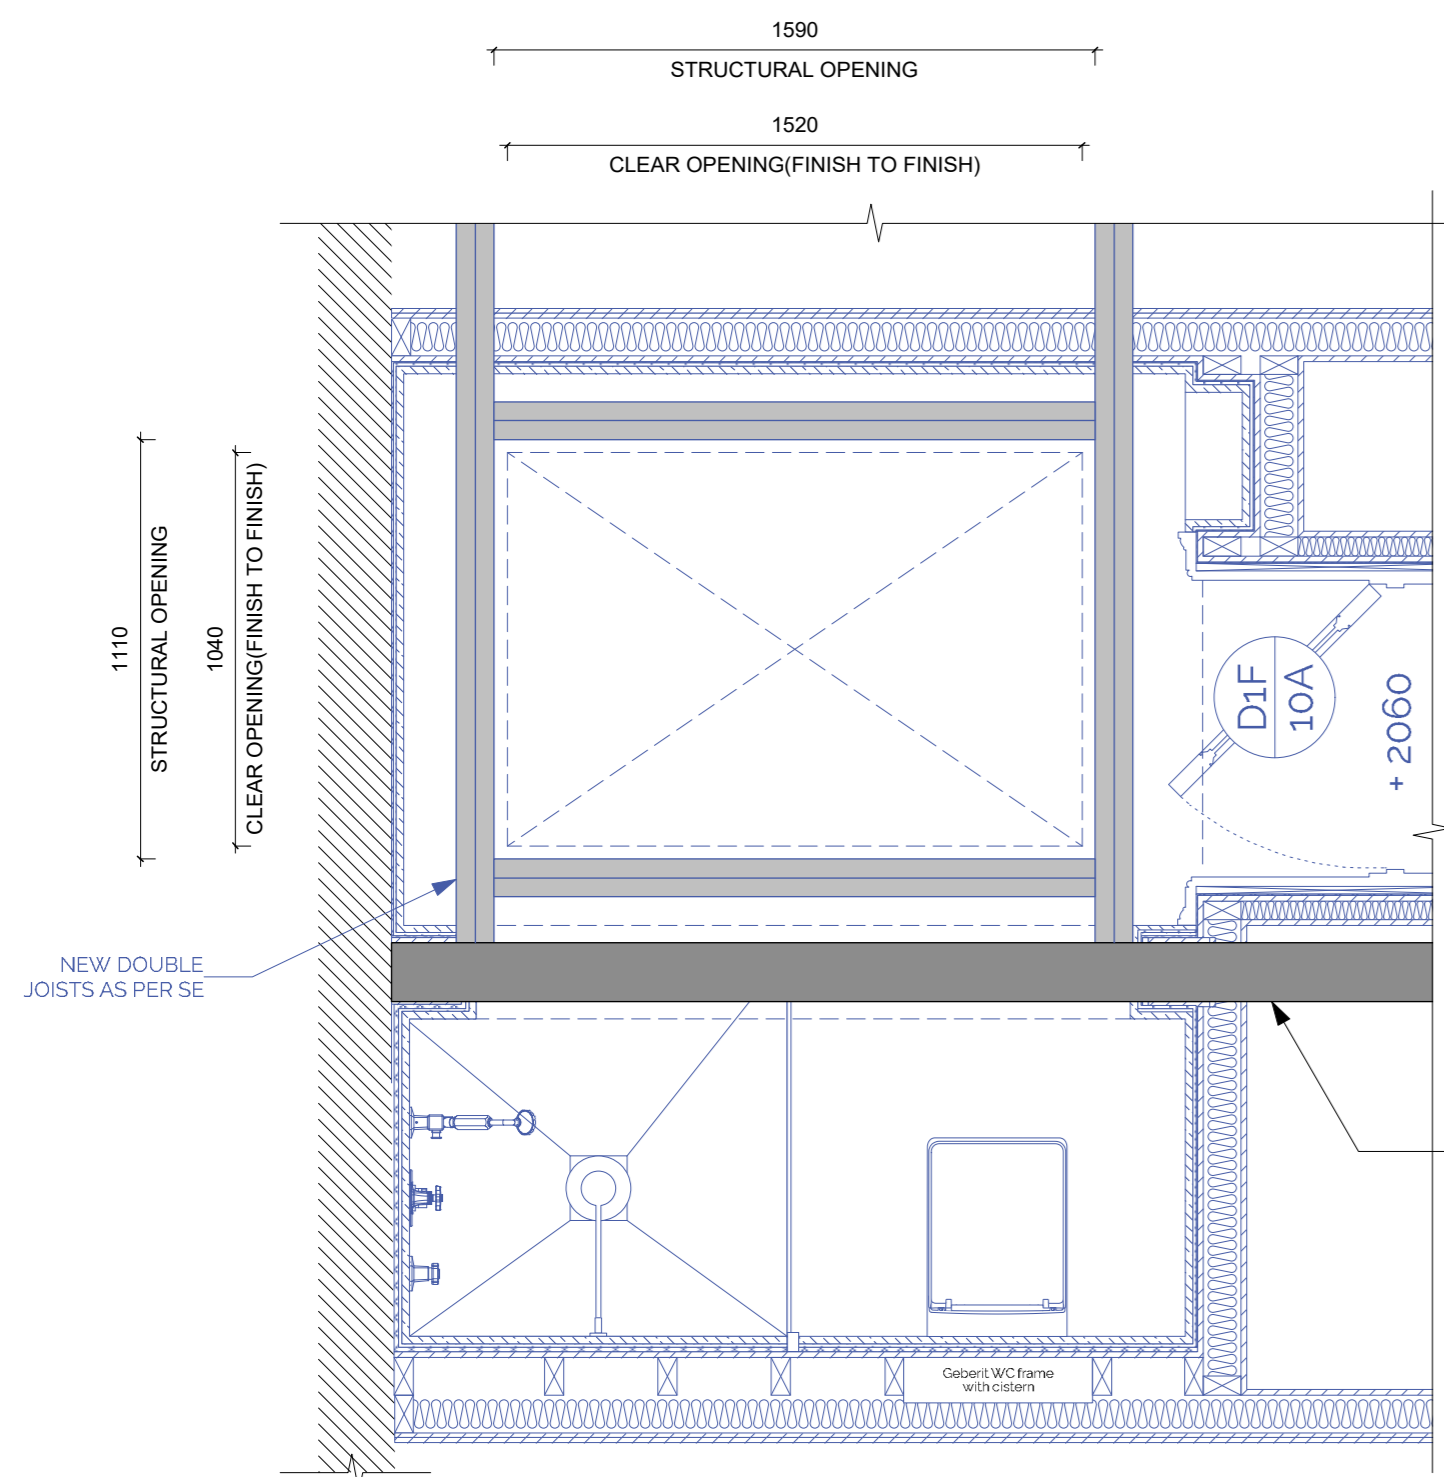 1590
STRUCTURAL OPENING
1520
CLEAR OPENING(FINISH TO FINISH)
1110
STRUCTURAL OPENING
1040
CLEAR OPENING(FINISH TO FINISH)
D1F
10A
+ 2060
NEW DOUBLE
JOISTS AS PER SE
Geberit WC frame
with cistern